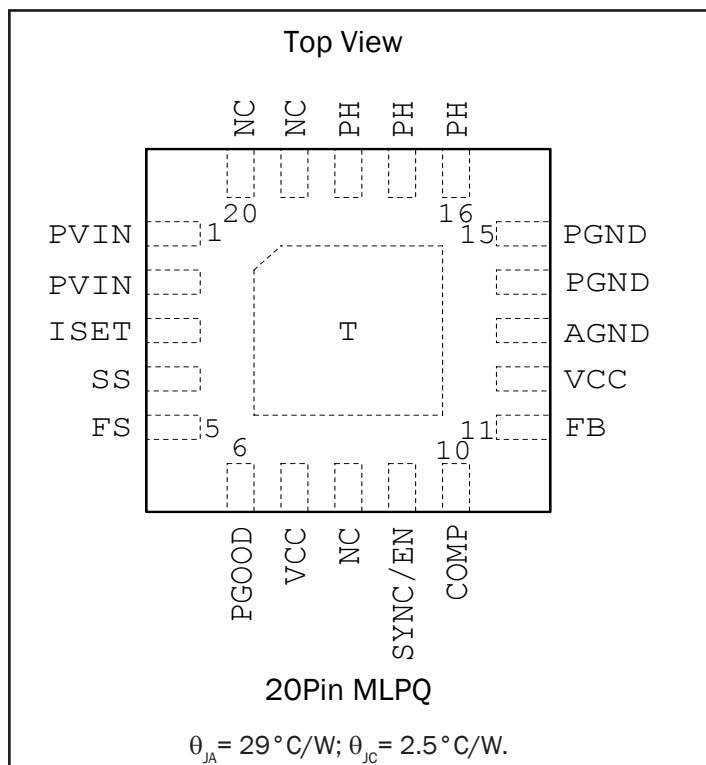 Top View
NC NC PH PH PH
20 16
PVIN 1 15 PGND
PVIN PGND
ISET T AGND
SS VCC
FS 5 11 FB
6 10
PGOOD VCC NC SYNC/EN COMP
20Pin MLPQ
θJA= 29°C/W; θJC= 2.5°C/W.